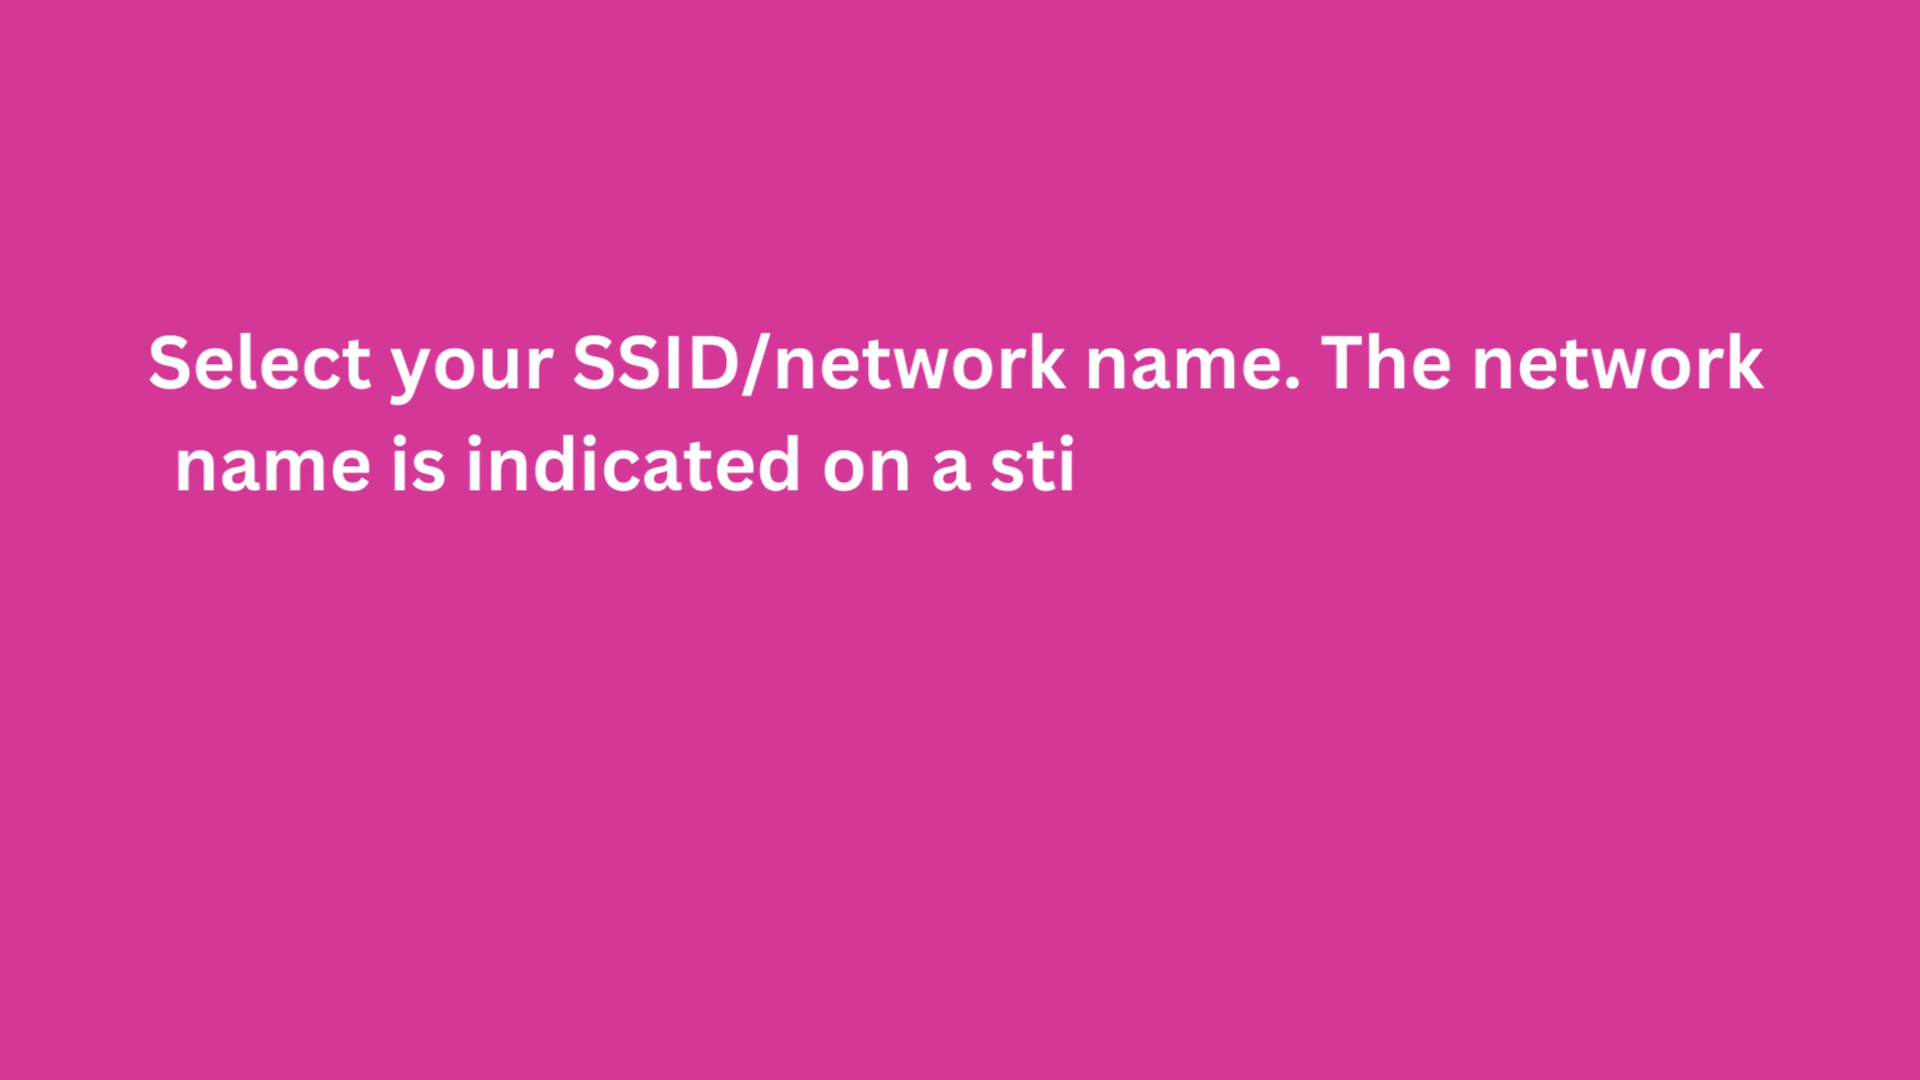 Select your SSID/network name. The network
name is indicated on a sti